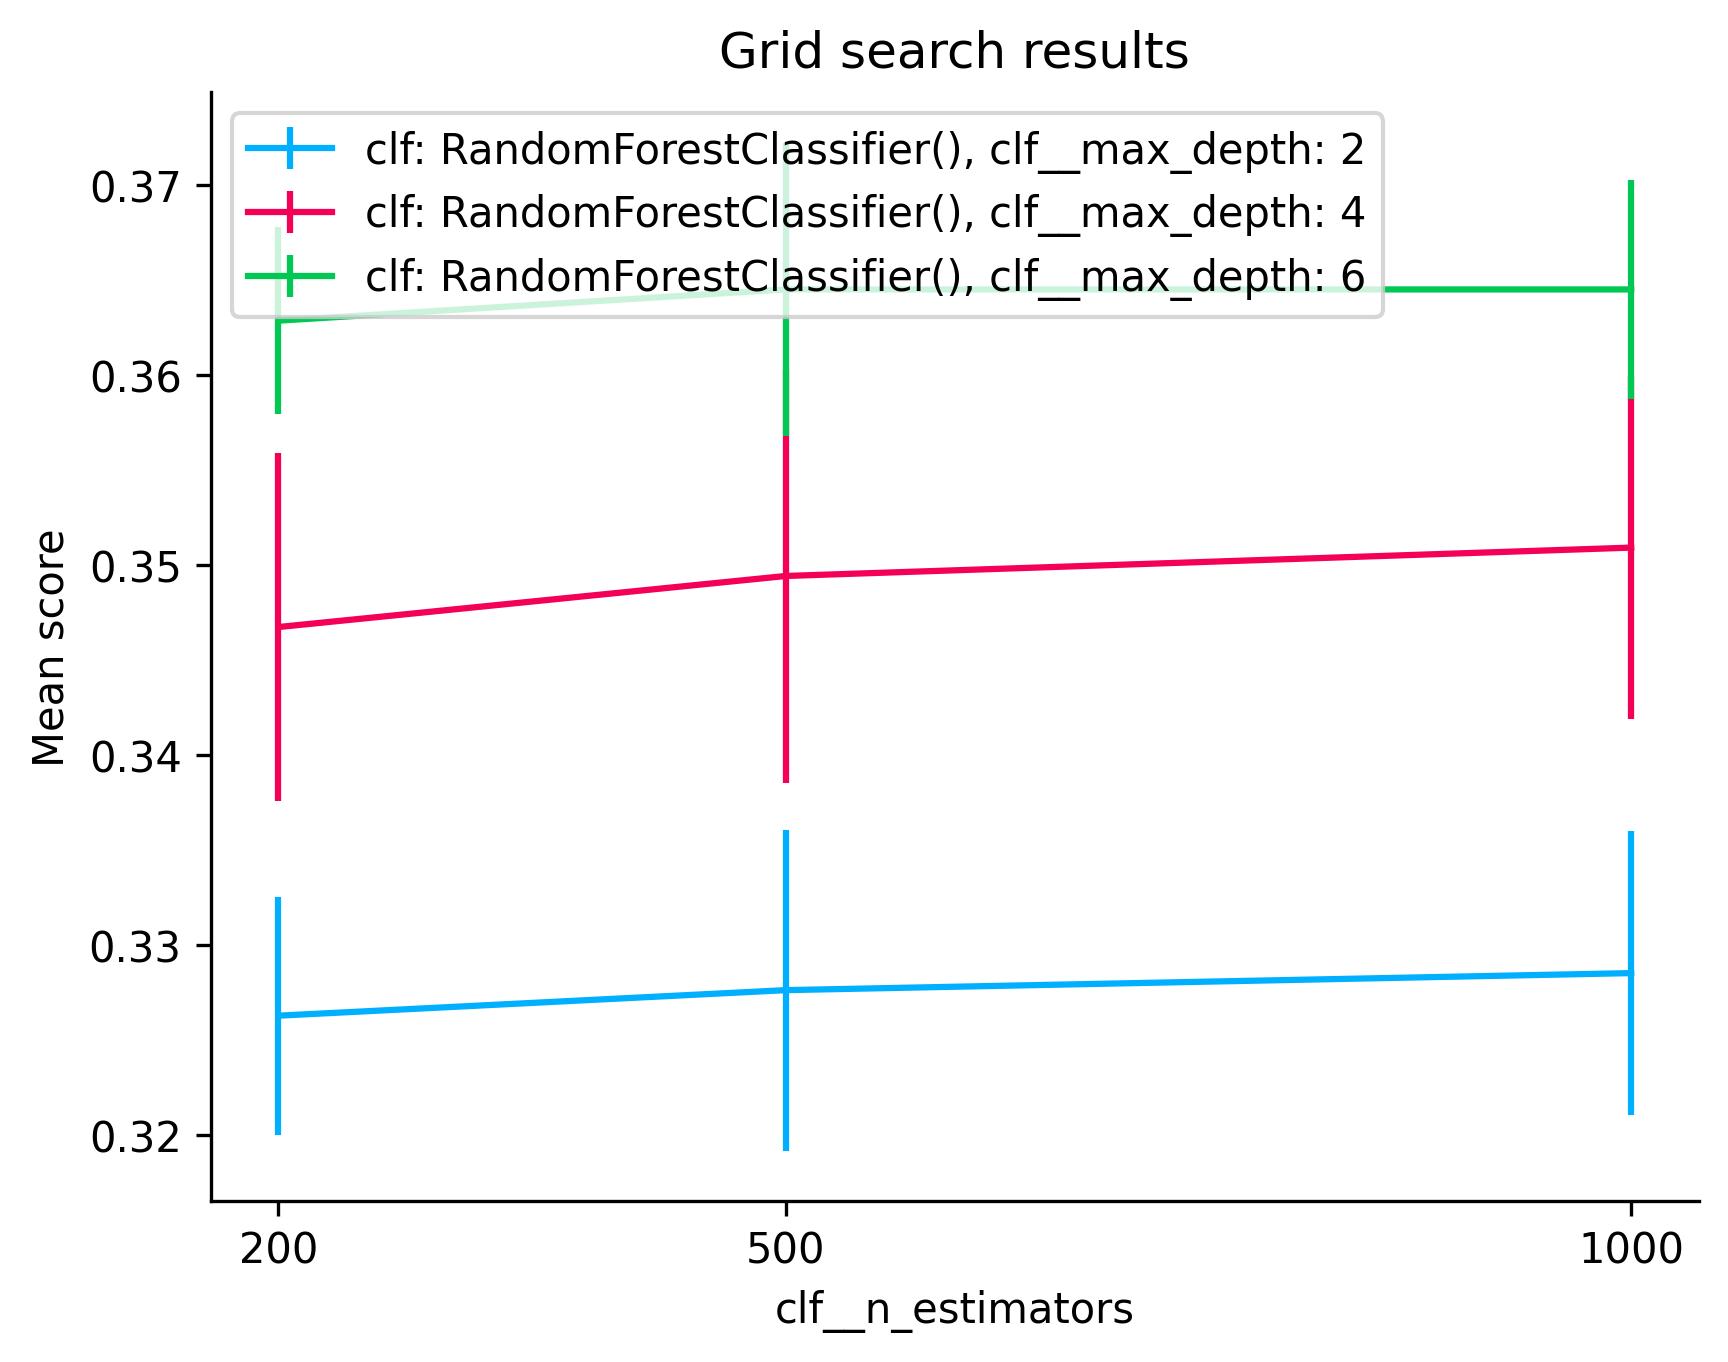 Grid search results
clf: RandomForestClassifier(), clf__max_depth: 2
clf: RandomForestClassifier(), clf__max_depth: 4
clf: RandomForestClassifier(), clf__max_depth: 6
0.37
0.36
0.35
0.34
0.33
0.32
Mean score
200 500 1000
clf__n_estimators